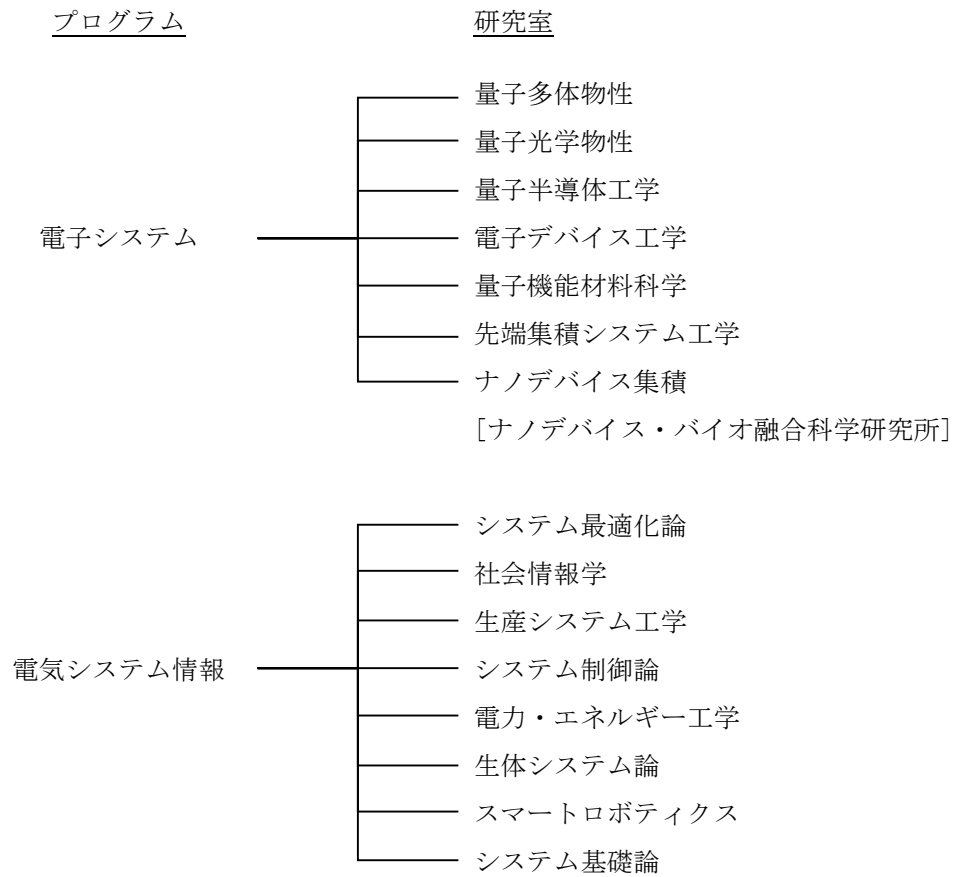 プログラム 研究室
量子多体物性
量子光学物性
量子半導体工学
電子システム 電子デバイス工学
量子機能材料科学
先端集積システム工学
ナノデバイス集積
[ナノデバイス・バイオ融合科学研究所]
システム最適化論
社会情報学
生産システム工学
電気システム情報 システム制御論
電力・エネルギー工学
生体システム論
スマートロボティクス
システム基礎論